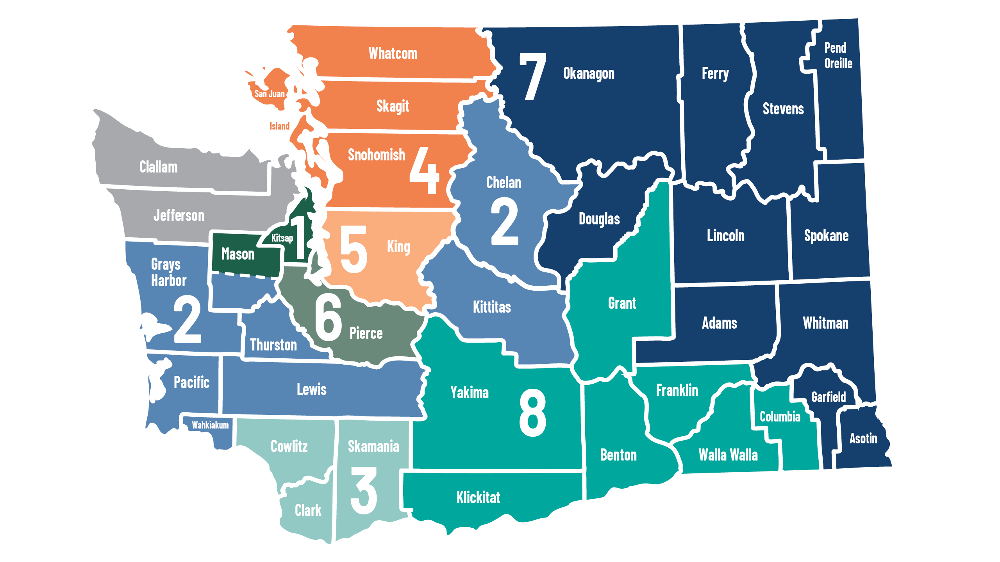 Whatcom
7
Okanagon
Ferry
Pend
Oreille
San Juan
Skagit
Stevens
Island
Snohomish
4
Clallam
Chelan
2
Jefferson
1
Kitsap
Mason
5
King
Douglas
Lincoln
Spokane
Grays
Harbor
2
6
Pierce
Kittitas
Grant
Adams
Whitman
Thurston
Pacific
Lewis
Yakima
8
Franklin
Garfield
Columbia
Wahkiakum
Cowlitz
Skamania
3
Asotin
Benton
Walla Walla
Klickitat
Clark